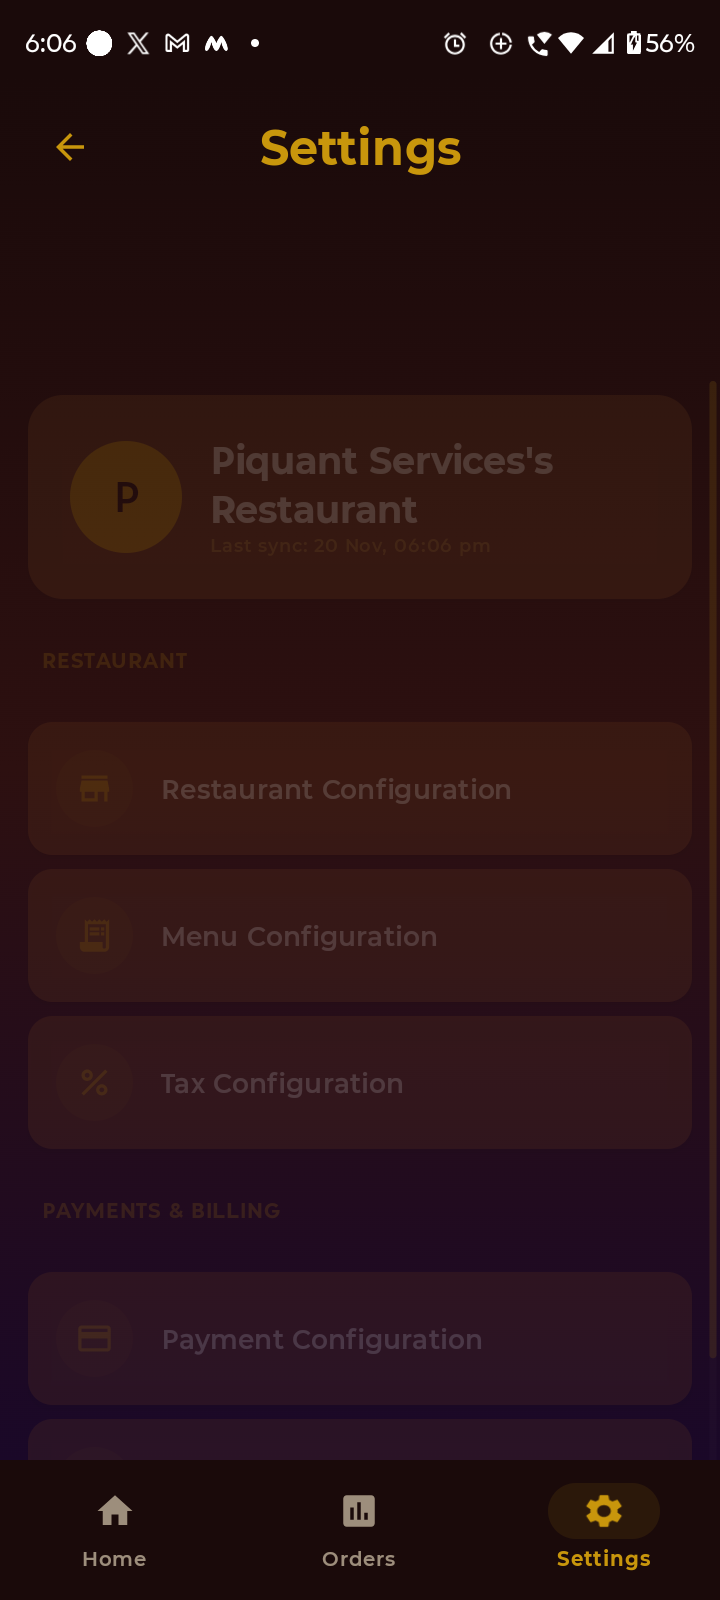 6:06
56%
Settings
P
Piquant Services's
Restaurant
Last sync: 20 Nov, 06:06 pm
RESTAURANT
Restaurant Configuration
Menu Configuration
Tax Configuration
PAYMENTS & BILLING
Payment Configuration
Home
Orders
Settings